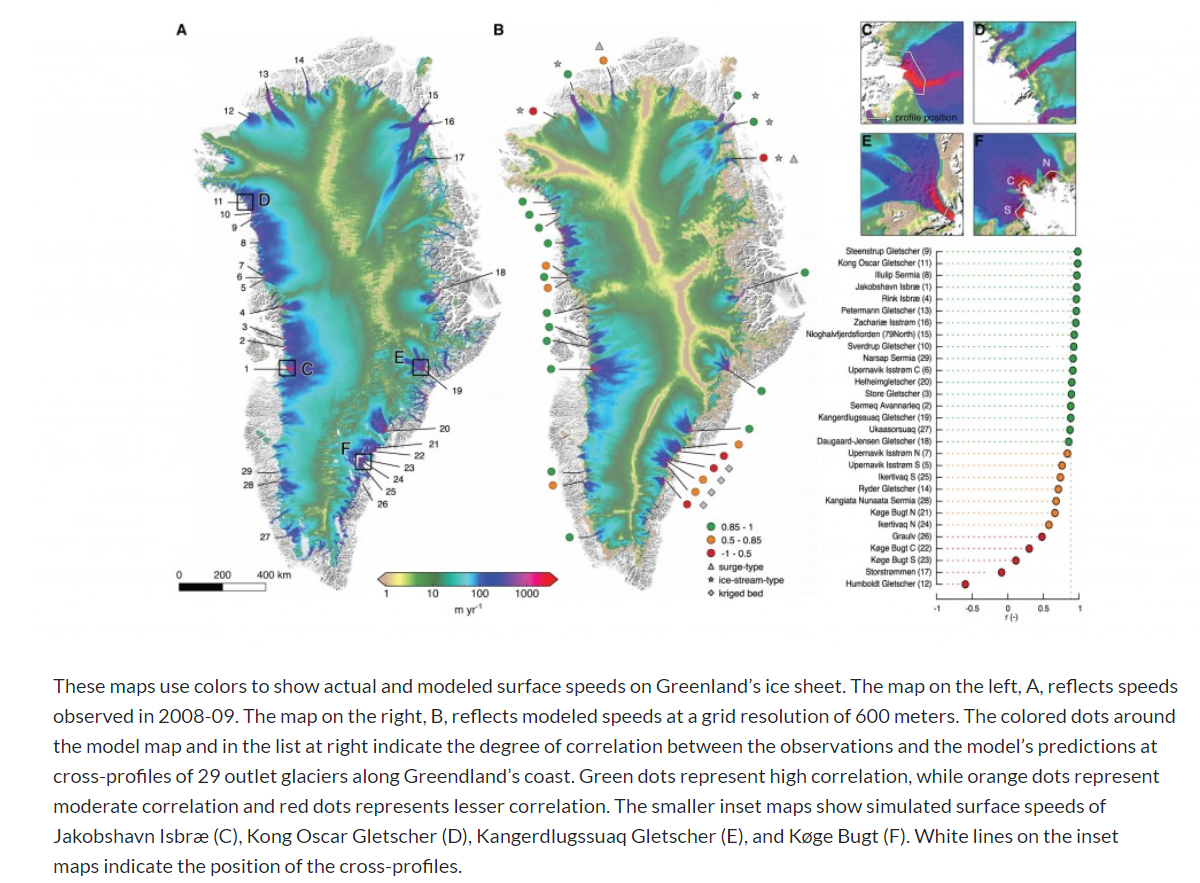 A
B
C
D
14
13
12
15
16
17
11
D
10
9
8
7
6
5
18
4
3
2
E
1
C
19
20
F
21
22
23
24
25
26
29
28
27
0 200 400 km
1 10 100 1000
m yr-1
0.85 - 1
0.5 - 0.85
-1 - 0.5
surge-type
ice-stream-type
kriged bed
profile position
E
F
N
C
S
Steenstrup Gletscher (9)
Kong Oscar Gletscher (11)
Illulip Sermia (8)
Jakobshavn Isbræ (1)
Rink Isbræ (4)
Petermann Gletscher (13)
Zachariæ Isstrøm (16)
Nioghalvfjerdsfjorden (79North) (15)
Sverdrup Gletscher (10)
Narsap Sermia (29)
Upernavik Isstrøm C (6)
Helheimgletscher (20)
Store Gletscher (3)
Sermeq Avannarleq (2)
Kangerdlugssuaq Gletscher (19)
Ukaasorsuaq (27)
Daugaard-Jensen Gletscher (18)
Upernavik Isstrøm N (7)
Upernavik Isstrøm S (5)
Ikertivaq S (25)
Ryder Gletscher (14)
Kangiata Nunaata Sermia (28)
Køge Bugt N (21)
Ikertivaq N (24)
Graulv (26)
Køge Bugt C (22)
Køge Bugt S (23)
Storstrømmen (17)
Humboldt Gletscher (12)
-1 -0.5 0 0.5 1
r (-)
These maps use colors to show actual and modeled surface speeds on Greenland’s ice sheet. The map on the left, A, reflects speeds
observed in 2008-09. The map on the right, B, reflects modeled speeds at a grid resolution of 600 meters. The colored dots around
the model map and in the list at right indicate the degree of correlation between the observations and the model’s predictions at
cross-profiles of 29 outlet glaciers along Greendland’s coast. Green dots represent high correlation, while orange dots represent
moderate correlation and red dots represents lesser correlation. The smaller inset maps show simulated surface speeds of
Jakobshavn Isbræ (C), Kong Oscar Gletscher (D), Kangerdlugssuaq Gletscher (E), and Køge Bugt (F). White lines on the inset
maps indicate the position of the cross-profiles.